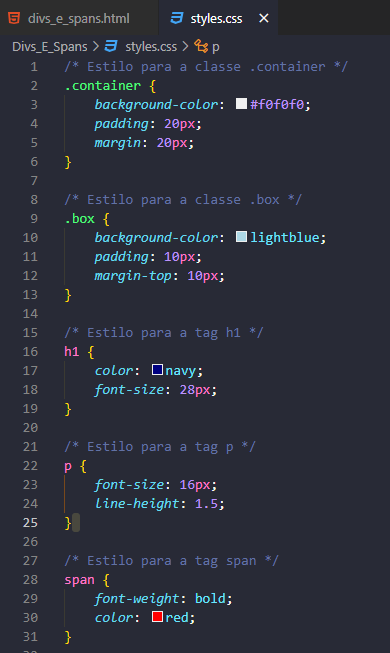 divs_e_spans.html styles.css
Divs_E_Spans > styles.css > p
1 /* Estilo para a classe .container */
2 .container {
3 background-color: #f0f0f0;
4 padding: 20px;
5 margin: 20px;
6 }
7
8 /* Estilo para a classe .box */
9 .box {
10 background-color: lightblue;
11 padding: 10px;
12 margin-top: 10px;
13 }
14
15 /* Estilo para a tag h1 */
16 h1 {
17 color: navy;
18 font-size: 28px;
19 }
20
21 /* Estilo para a tag p */
22 p {
23 font-size: 16px;
24 line-height: 1.5;
25 }
26
27 /* Estilo para a tag span */
28 span {
29 font-weight: bold;
30 color: red;
31 }